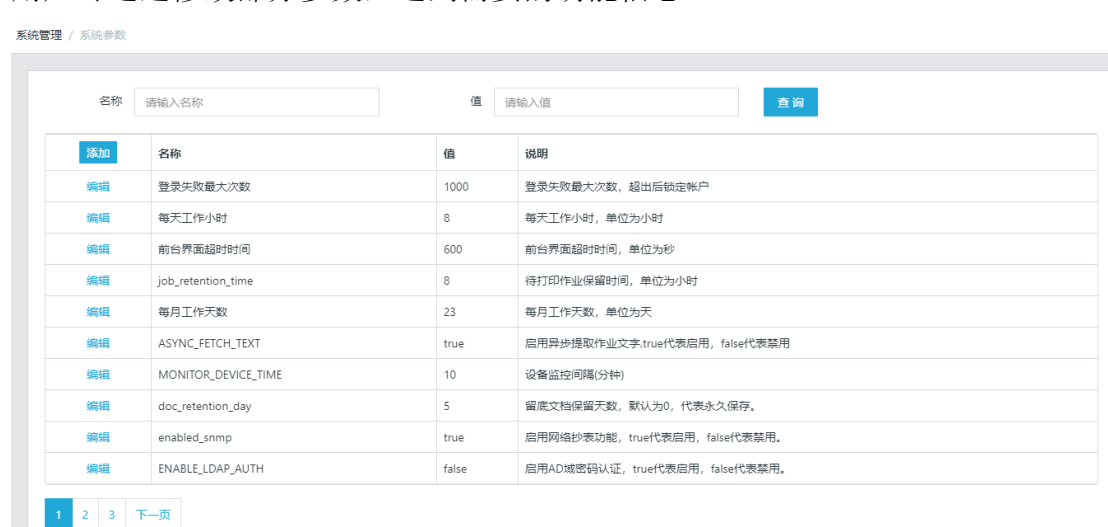 系统管理 / 系统参数
名称 请输入名称 值 请输入值 查询
添加 名称 值 说明
编辑 登录失败最大次数 1000 登录失败最大次数，超出后锁定帐户
编辑 每天工作小时 8 每天工作小时，单位为小时
编辑 前台界面超时时间 600 前台界面超时时间，单位为秒
编辑 job_retention_time 8 待打印作业保留时间，单位为小时
编辑 每月工作天数 23 每月工作天数，单位为天
编辑 ASYNC_FETCH_TEXT true 启用异步提取作业文字,true代表启用，false代表禁用
编辑 MONITOR_DEVICE_TIME 10 设备监控间隔(分钟)
编辑 doc_retention_day 5 留底文档保留天数，默认为0，代表永久保存。
编辑 enabled_snmp true 启用网络抄表功能，true代表启用，false代表禁用。
编辑 ENABLE_LDAP_AUTH false 启用AD域密码认证，true代表启用，false代表禁用。
1 2 3 下一页